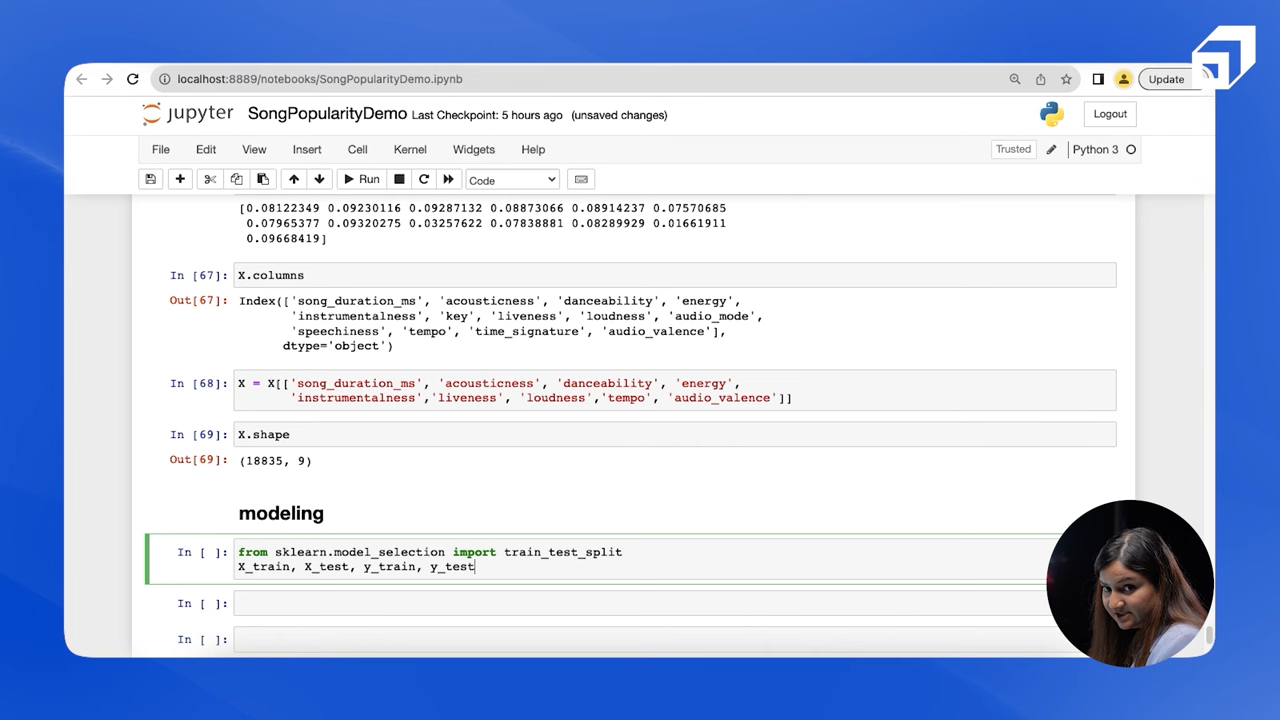 localhost:8889/notebooks/SongPopularityDemo.ipynb
Update
jupyter SongPopularityDemo Last Checkpoint: 5 hours ago (unsaved changes)
Logout
File Edit View Insert Cell Kernel Widgets Help
Trusted Python 3
Run Code
[0.08122349 0.09230116 0.09287132 0.08873066 0.08914237 0.07570685
0.07965377 0.09320275 0.03257622 0.07838881 0.08289929 0.01661911
0.09668419]
In [67]: X.columns
Out[67]: Index(['song_duration_ms', 'acousticness', 'danceability', 'energy',
'instrumentalness', 'key', 'liveness', 'loudness', 'audio_mode',
'speechiness', 'tempo', 'time_signature', 'audio_valence'],
dtype='object')
In [68]: X = X[['song_duration_ms', 'acousticness', 'danceability', 'energy',
'instrumentalness','liveness', 'loudness','tempo', 'audio_valence']]
In [69]: X.shape
Out[69]: (18835, 9)
modeling
In [ ]: from sklearn.model_selection import train_test_split
X_train, X_test, y_train, y_test
In [ ]:
In [ ]: